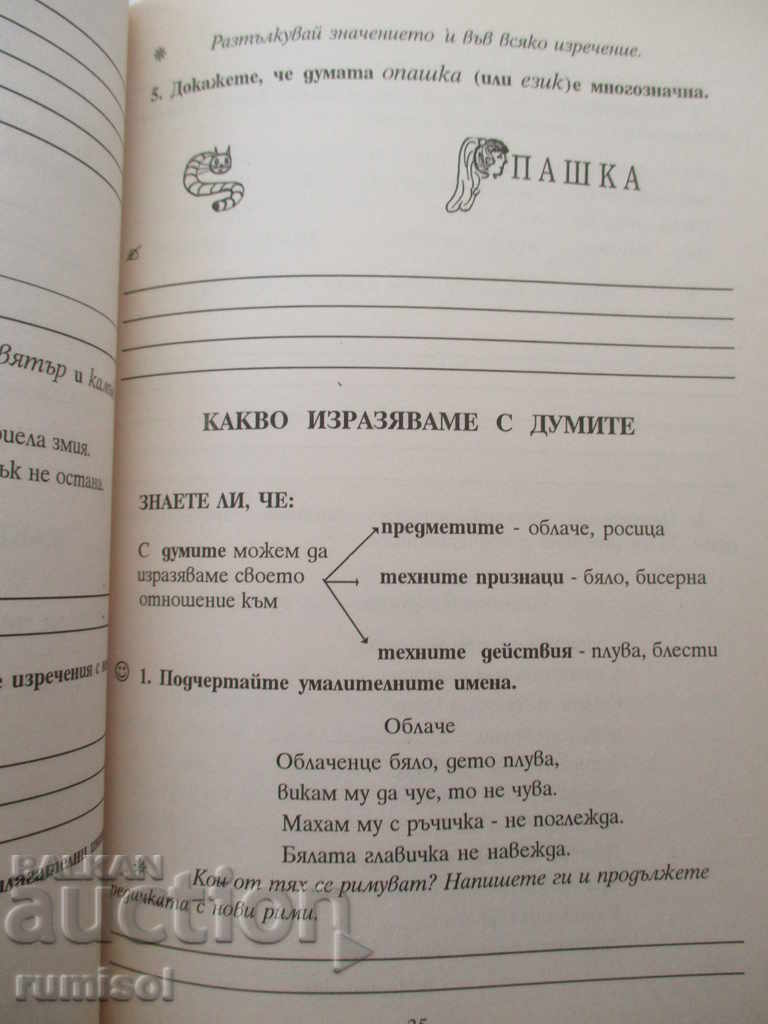 Разтълкувай значението ѝ във всяко изречение.
5. Докажете, че думата опашка (или език)е многозначна.
ПАШКА
вятър и
змия.
ък не остана.
КАКВО ИЗРАЗЯВАМЕ С ДУМИТЕ
ЗНАЕТЕ ЛИ, ЧЕ:
С думите можем да
изразяваме своето
отношение към
предметите - облаче, росица
техните признаци - бяло, бисерна
техните действия - плува, блести
изречения с
1. Подчертайте умалителните имена.
Облаче
Облаченце бяло, дето плува,
викам му да чуе, то не чува.
Махам му с ръчичка - не поглежда.
Бялата главичка не навежда.
* Кои от тях се римуват? Напишете ги и продължете
редичката с нови рими.
БАЛКАН
auction
rumisol